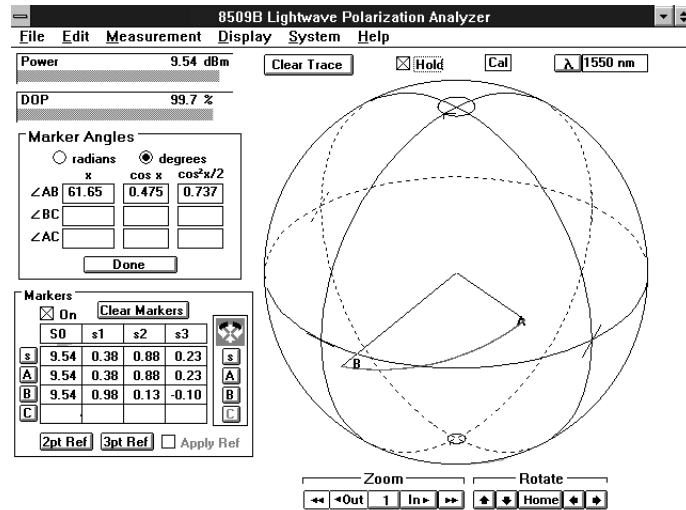 8509B Lightwave Polarization Analyzer
File Edit Measurement Display System Help
Power 9.54 dBm
DOP 99.7 %
Clear Trace
Hold
Cal
λ 1550 nm
Marker Angles
radians degrees
x cos x cos²x/2
∠AB 61.65 0.475 0.737
∠BC
∠AC
Done
Markers
On Clear Markers
S0 s1 s2 s3
s 9.54 0.38 0.88 0.23 s
A 9.54 0.38 0.88 0.23 A
B 9.54 0.98 0.13 -0.10 B
C C
2pt Ref 3pt Ref Apply Ref
A
B
Zoom
Out 1 In
Rotate
Home